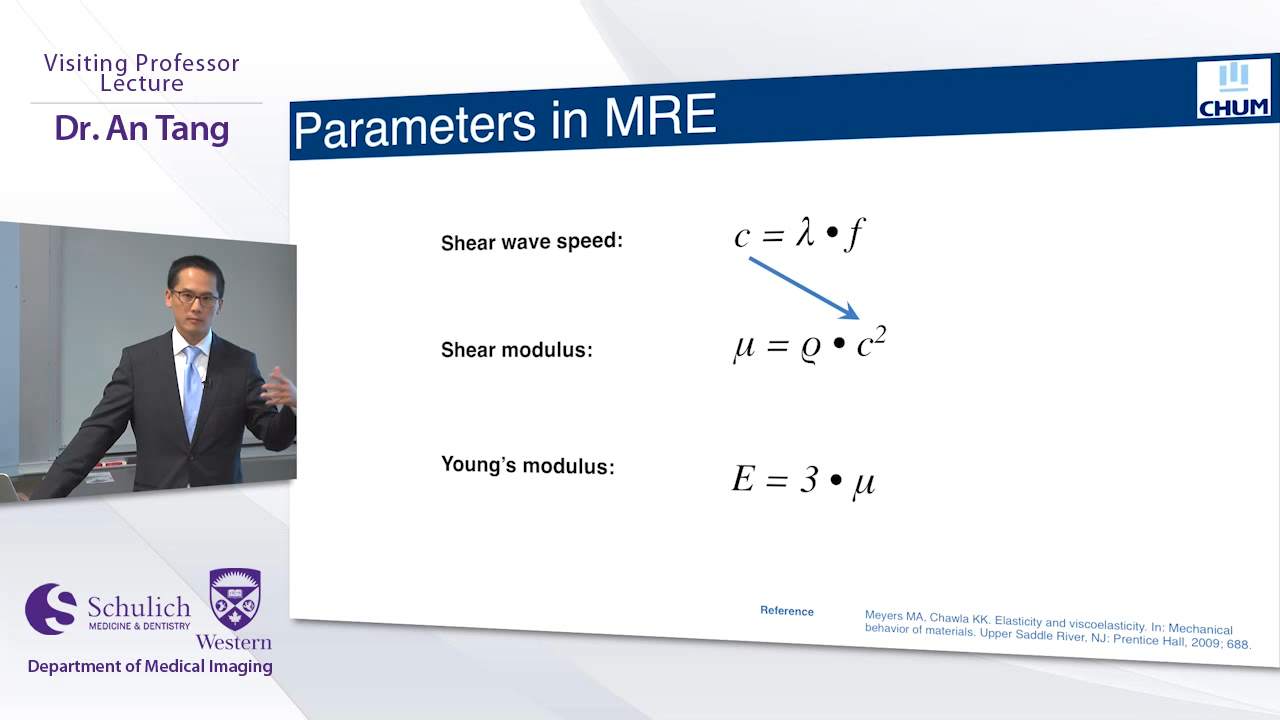 Visiting Professor
Lecture
Dr. An Tang
Parameters in MRE
CHUM
Shear wave speed:
c = λ • f
Shear modulus:
μ = ϱ • c²
Young's modulus:
E = 3 • μ
Reference
Meyers MA, Chawla KK. Elasticity and viscoelasticity. In: Mechanical
behavior of materials. Upper Saddle River, NJ: Prentice Hall, 2009; 688.
Schulich
MEDICINE & DENTISTRY
Western
Department of Medical Imaging